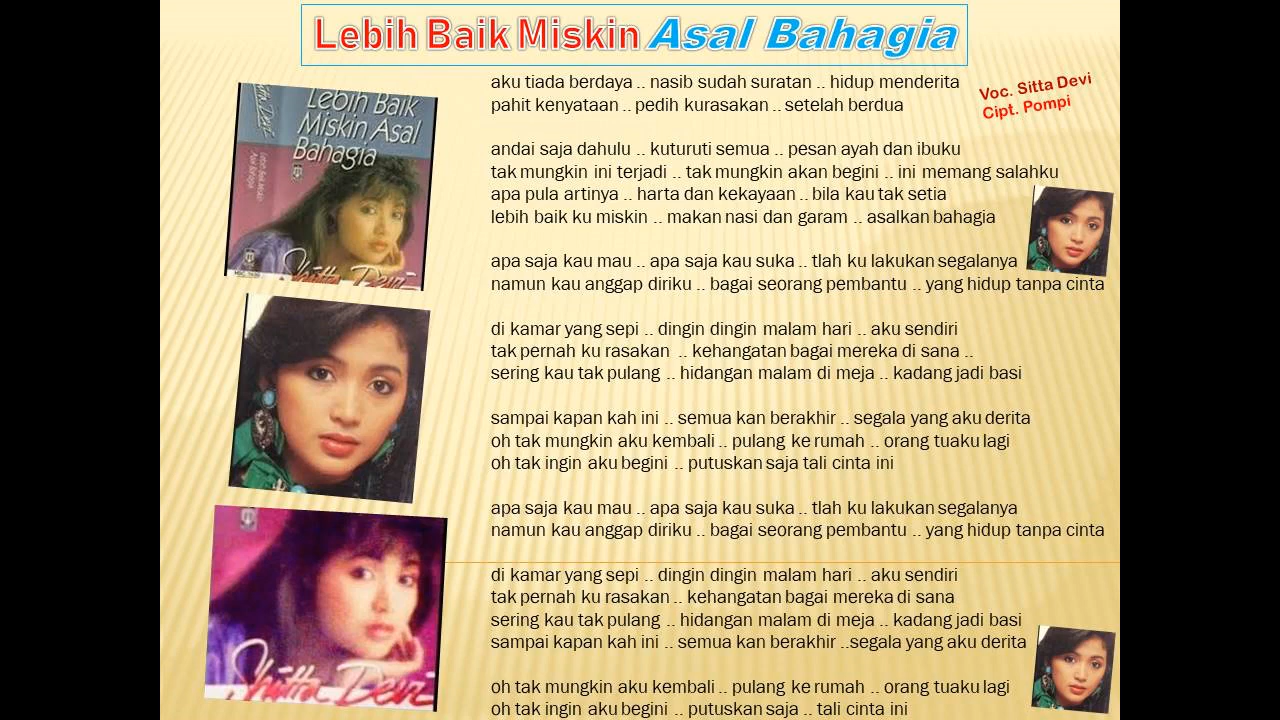 Lebih Baik Miskin Asal Bahagia
Voc. Sitta Devi
Cipt. Pompi
aku tiada berdaya .. nasib sudah suratan .. hidup menderita
pahit kenyataan .. pedih kurasakan .. setelah berdua
andai saja dahulu .. kuturuti semua .. pesan ayah dan ibuku
tak mungkin ini terjadi .. tak mungkin akan begini .. ini memang salahku
apa pula artinya .. harta dan kekayaan .. bila kau tak setia
lebih baik ku miskin .. makan nasi dan garam .. asalkan bahagia
apa saja kau mau .. apa saja kau suka .. tlah ku lakukan segalanya
namun kau anggap diriku .. bagai seorang pembantu .. yang hidup tanpa cinta
di kamar yang sepi .. dingin dingin malam hari .. aku sendiri
tak pernah ku rasakan  .. kehangatan bagai mereka di sana ..
sering kau tak pulang .. hidangan malam di meja .. kadang jadi basi
sampai kapan kah ini .. semua kan berakhir .. segala yang aku derita
oh tak mungkin aku kembali .. pulang ke rumah .. orang tuaku lagi
oh tak ingin aku begini .. putuskan saja tali cinta ini
apa saja kau mau .. apa saja kau suka .. tlah ku lakukan segalanya
namun kau anggap diriku .. bagai seorang pembantu .. yang hidup tanpa cinta
di kamar yang sepi .. dingin dingin malam hari .. aku sendiri
tak pernah ku rasakan .. kehangatan bagai mereka di sana
sering kau tak pulang .. hidangan malam di meja .. kadang jadi basi
sampai kapan kah ini .. semua kan berakhir ..segala yang aku derita
oh tak mungkin aku kembali .. pulang ke rumah .. orang tuaku lagi
oh tak ingin aku begini .. putuskan saja .. tali cinta ini
Lebih Baik
Miskin Asal
Bahagia
Lebih Baik Miskin
Asal Bahagia
Shitta Devi
Shitta Devi